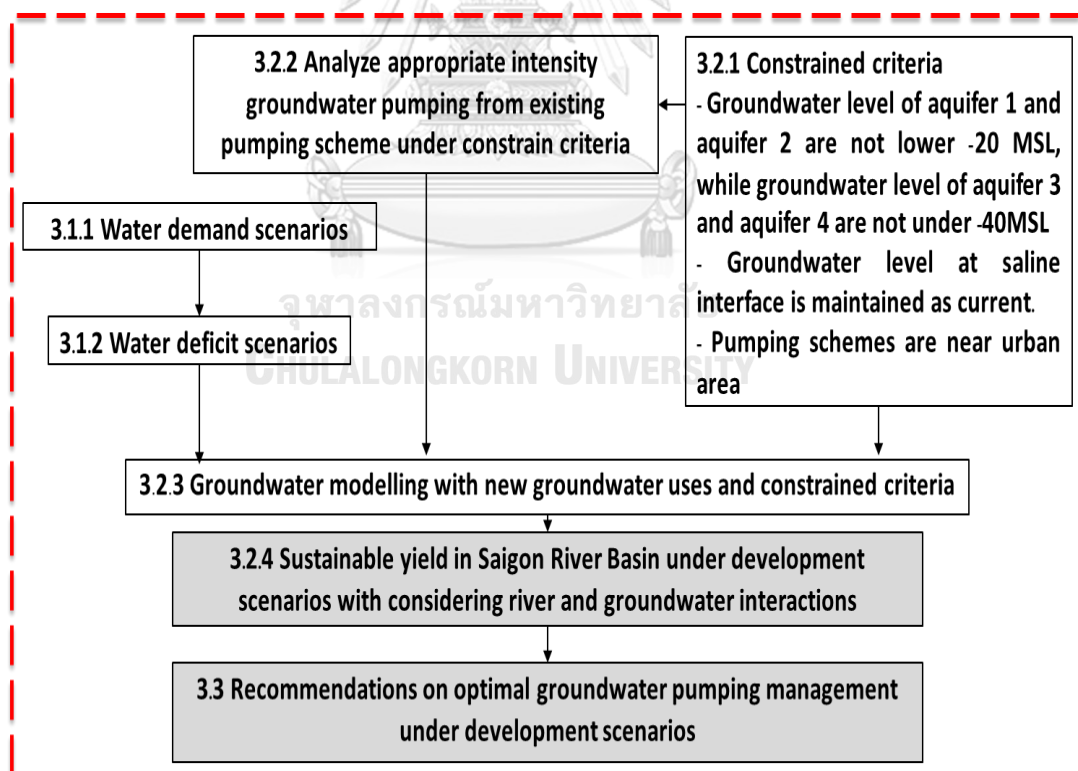 3.2.2 Analyze appropriate intensity
groundwater pumping from existing
pumping scheme under constrain criteria
3.2.1 Constrained criteria
- Groundwater level of aquifer 1 and
aquifer 2 are not lower -20 MSL,
while groundwater level of aquifer 3
and aquifer 4 are not under -40MSL
- Groundwater level at saline
interface is maintained as current.
- Pumping schemes are near urban
area
3.1.1 Water demand scenarios
3.1.2 Water deficit scenarios
จุฬาลงกรณ์มหาวิทยาลัย
CHULALONGKORN UNIVERSITY
3.2.3 Groundwater modelling with new groundwater uses and constrained criteria
3.2.4 Sustainable yield in Saigon River Basin under development
scenarios with considering river and groundwater interactions
3.3 Recommendations on optimal groundwater pumping management
under development scenarios